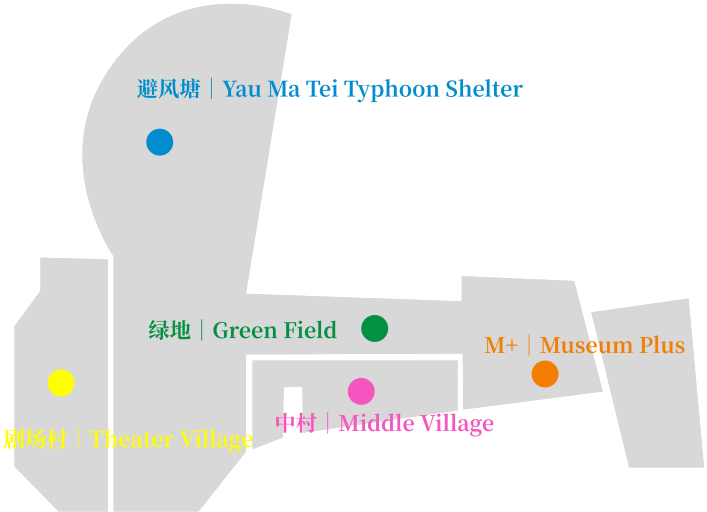 避风塘｜Yau Ma Tei Typhoon Shelter
绿地｜Green Field
M+｜Museum Plus
中村｜Middle Village
剧场村｜Theater Village